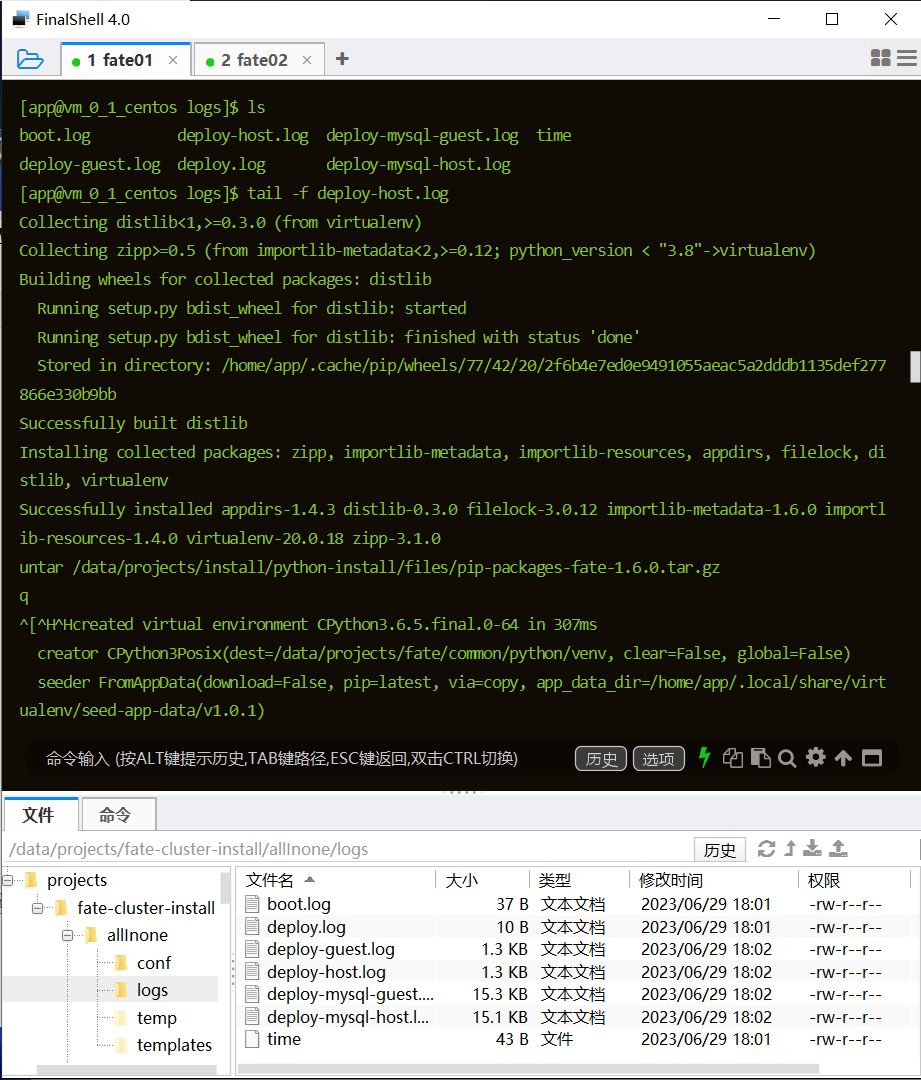 FinalShell 4.0
1 fate01 × 2 fate02 × +
[app@vm_0_1_centos logs]$ ls
boot.log deploy-host.log deploy-mysql-guest.log time
deploy-guest.log deploy.log deploy-mysql-host.log
[app@vm_0_1_centos logs]$ tail -f deploy-host.log
Collecting distlib<1,>=0.3.0 (from virtualenv)
Collecting zipp>=0.5 (from importlib-metadata<2,>=0.12; python_version < "3.8"->virtualenv)
Building wheels for collected packages: distlib
Running setup.py bdist_wheel for distlib: started
Running setup.py bdist_wheel for distlib: finished with status 'done'
Stored in directory: /home/app/.cache/pip/wheels/77/42/20/2f6b4e7ed0e9491055aeac5a2dddb1135def277
866e330b9bb
Successfully built distlib
Installing collected packages: zipp, importlib-metadata, importlib-resources, appdirs, filelock, di
stlib, virtualenv
Successfully installed appdirs-1.4.3 distlib-0.3.0 filelock-3.0.12 importlib-metadata-1.6.0 importl
ib-resources-1.4.0 virtualenv-20.0.18 zipp-3.1.0
untar /data/projects/install/python-install/files/pip-packages-fate-1.6.0.tar.gz
q
^[^H^Hcreated virtual environment CPython3.6.5.final.0-64 in 307ms
creator CPython3Posix(dest=/data/projects/fate/common/python/venv, clear=False, global=False)
seeder FromAppData(download=False, pip=latest, via=copy, app_data_dir=/home/app/.local/share/virt
ualenv/seed-app-data/v1.0.1)
命令输入 (按ALT键提示历史,TAB键路径,ESC键返回,双击CTRL切换) 历史 选项
文件 命令
/data/projects/fate-cluster-install/allInone/logs 历史
projects
fate-cluster-install
allInone
conf
logs
temp
templates
文件名 大小 类型 修改时间 权限
boot.log 37 B 文本文档 2023/06/29 18:01 -rw-r--r--
deploy.log 10 B 文本文档 2023/06/29 18:01 -rw-r--r--
deploy-guest.log 1.3 KB 文本文档 2023/06/29 18:02 -rw-r--r--
deploy-host.log 1.3 KB 文本文档 2023/06/29 18:02 -rw-r--r--
deploy-mysql-guest.... 15.3 KB 文本文档 2023/06/29 18:02 -rw-r--r--
deploy-mysql-host.l... 15.1 KB 文本文档 2023/06/29 18:02 -rw-r--r--
time 43 B 文件 2023/06/29 18:01 -rw-r--r--